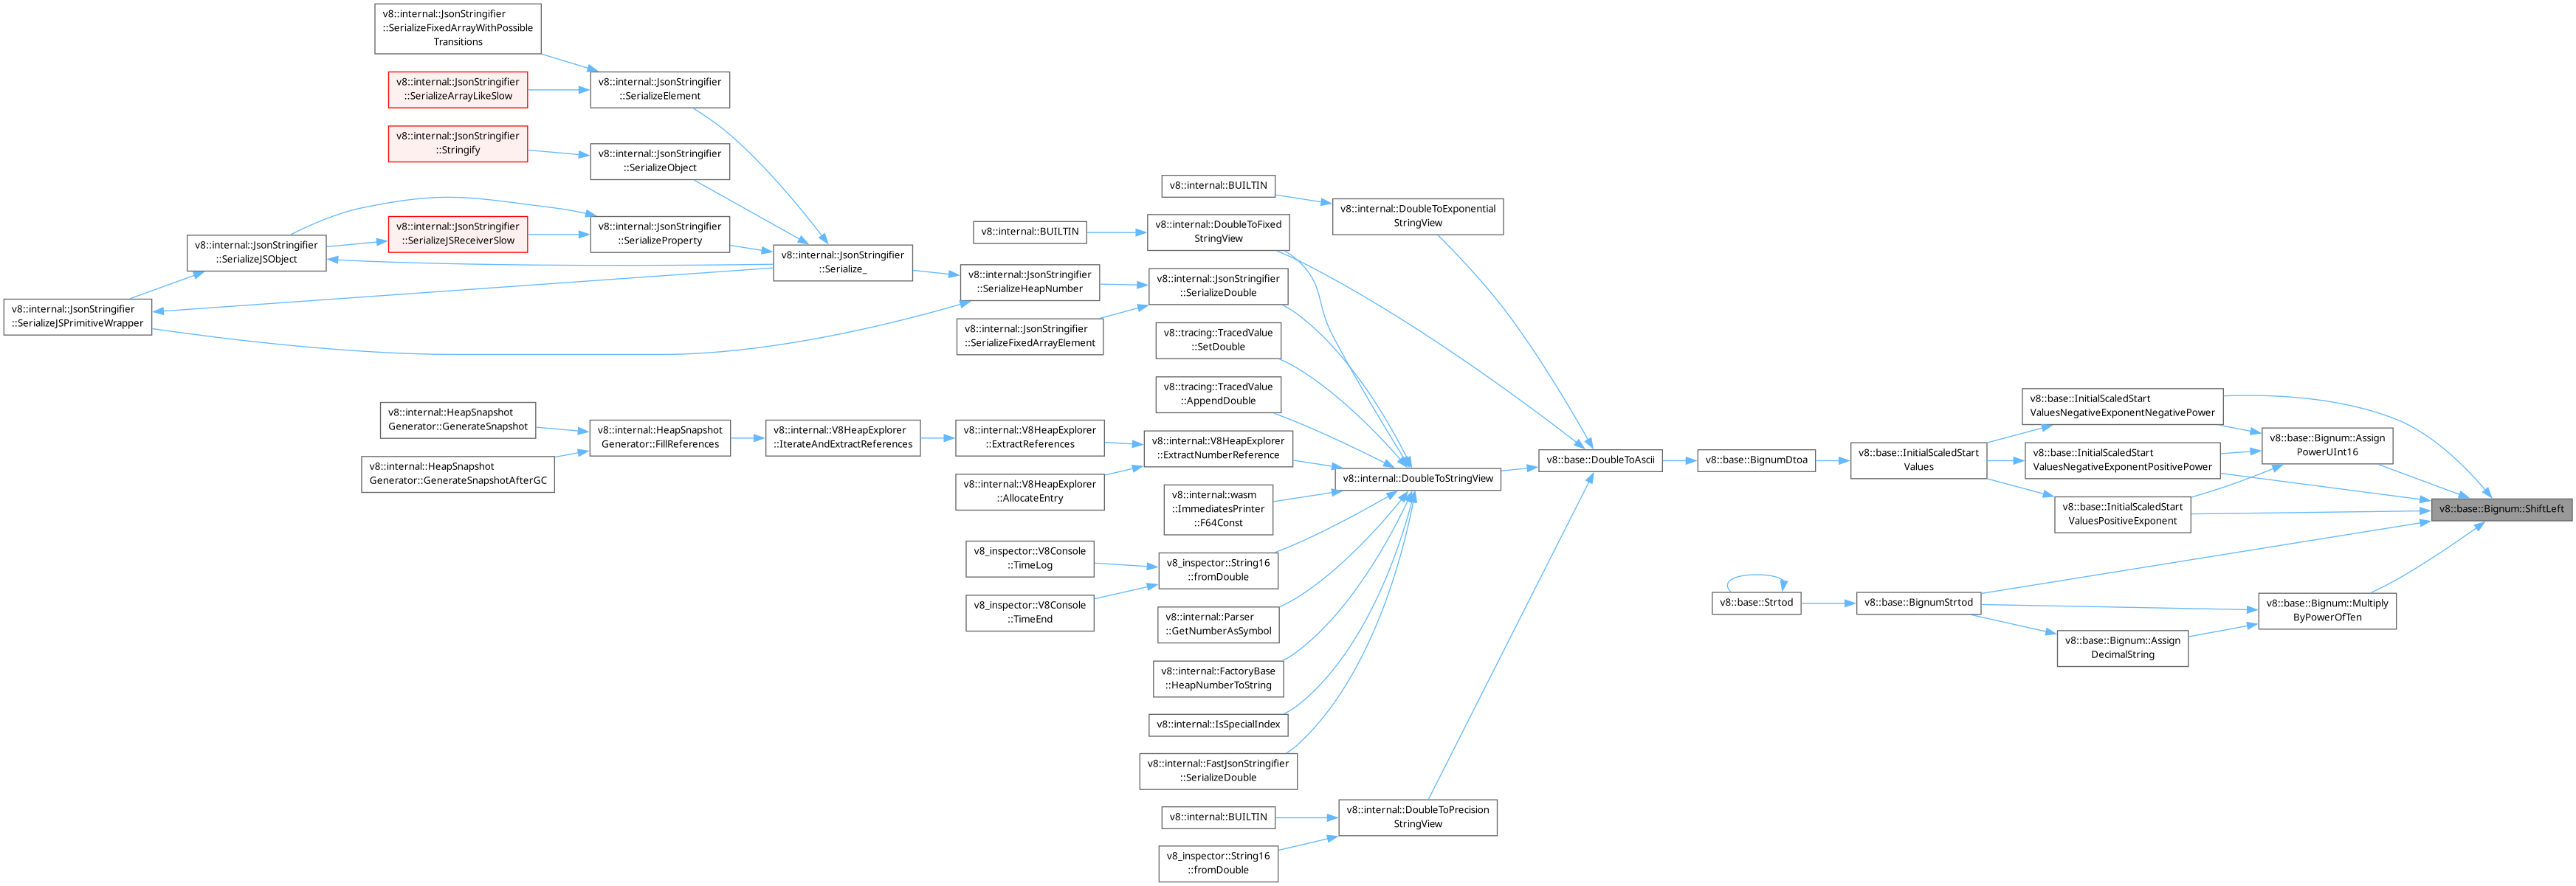 v8::internal::JsonStringifier
::SerializeFixedArrayWithPossible
Transitions
v8::internal::JsonStringifier
::SerializeArrayLikeSlow
v8::internal::JsonStringifier
::SerializeElement
v8::internal::JsonStringifier
::Stringify
v8::internal::JsonStringifier
::SerializeObject
v8::internal::JsonStringifier
::SerializeJSObject
v8::internal::JsonStringifier
::SerializeJSReceiverSlow
v8::internal::JsonStringifier
::SerializeProperty
v8::internal::JsonStringifier
::Serialize_
v8::internal::JsonStringifier
::SerializeJSPrimitiveWrapper
v8::internal::BUILTIN
v8::internal::BUILTIN
v8::internal::DoubleToFixed
StringView
v8::internal::DoubleToExponential
StringView
v8::internal::JsonStringifier
::SerializeHeapNumber
v8::internal::JsonStringifier
::SerializeDouble
v8::internal::JsonStringifier
::SerializeFixedArrayElement
v8::tracing::TracedValue
::SetDouble
v8::tracing::TracedValue
::AppendDouble
v8::internal::HeapSnapshot
Generator::GenerateSnapshot
v8::internal::HeapSnapshot
Generator::GenerateSnapshotAfterGC
v8::internal::HeapSnapshot
Generator::FillReferences
v8::internal::V8HeapExplorer
::IterateAndExtractReferences
v8::internal::V8HeapExplorer
::ExtractReferences
v8::internal::V8HeapExplorer
::ExtractNumberReference
v8::internal::V8HeapExplorer
::AllocateEntry
v8::internal::wasm
::ImmediatesPrinter
::F64Const
v8_inspector::V8Console
::TimeLog
v8_inspector::V8Console
::TimeEnd
v8_inspector::String16
::fromDouble
v8::internal::Parser
::GetNumberAsSymbol
v8::internal::FactoryBase
::HeapNumberToString
v8::internal::IsSpecialIndex
v8::internal::FastJsonStringifier
::SerializeDouble
v8::internal::BUILTIN
v8_inspector::String16
::fromDouble
v8::internal::DoubleToPrecision
StringView
v8::internal::DoubleToStringView
v8::base::DoubleToAscii
v8::base::BignumDtoa
v8::base::InitialScaledStart
Values
v8::base::InitialScaledStart
ValuesNegativeExponentNegativePower
v8::base::InitialScaledStart
ValuesNegativeExponentPositivePower
v8::base::InitialScaledStart
ValuesPositiveExponent
v8::base::Bignum::Assign
PowerUInt16
v8::base::Bignum::ShiftLeft
v8::base::Strtod
v8::base::BignumStrtod
v8::base::Bignum::Multiply
ByPowerOfTen
v8::base::Bignum::Assign
DecimalString